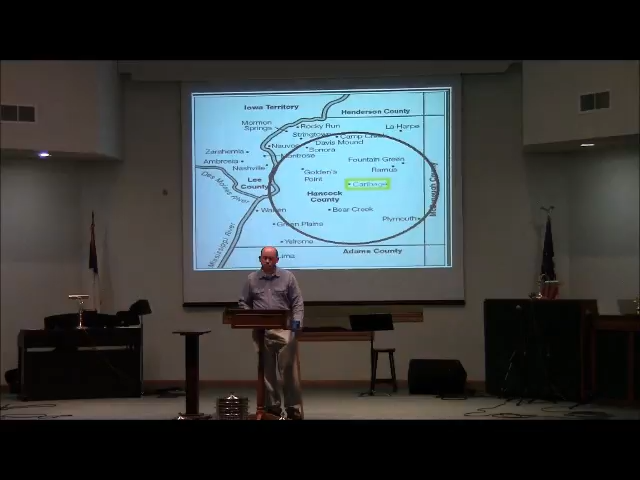 Iowa Territory
Henderson County
Mormon
Springs
Rocky Run
La Harpe
Stringtown
Camp Creek
Davis Mound
Nauvoo
Sonora
Zarahemla
Montrose
Fountain Green
Ambrosia
Nashville
Ramus
Golden's
Point
Lee
County
Carthage
Des Moines River
Hancock
County
McDonough County
Warren
Bear Creek
Plymouth
Green Plains
Mississippi River
Yelrome
Adams County
Lima